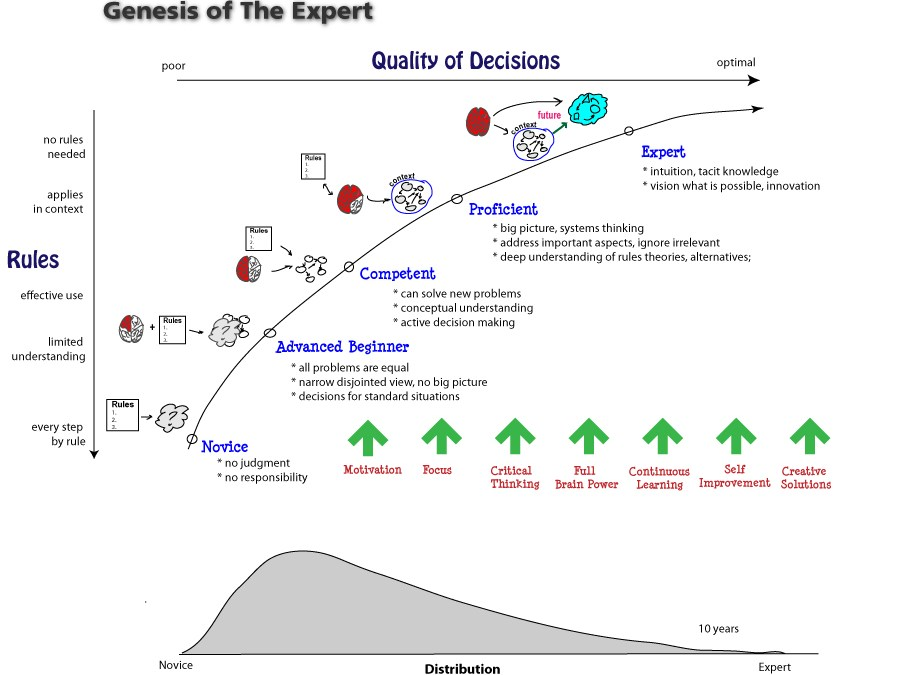 Genesis of The Expert
Quality of Decisions
poor
optimal
no rules
needed
applies
in context
Rules
effective use
limited
understanding
every step
by rule
future
context
Expert
* intuition, tacit knowledge
* vision what is possible, innovation
Rules
1.
2.
3.
context
Proficient
* big picture, systems thinking
* address important aspects, ignore irrelevant
* deep understanding of rules theories, alternatives;
Rules
1.
2.
3.
Competent
* can solve new problems
* conceptual understanding
* active decision making
+
Rules
1.
2.
3.
Advanced Beginner
* all problems are equal
* narrow disjointed view, no big picture
* decisions for standard situations
Rules
1.
2.
3.
Novice
* no judgment
* no responsibility
Motivation
Focus
Critical
Thinking
Full
Brain Power
Continuous
Learning
Self
Improvement
Creative
Solutions
10 years
Novice
Distribution
Expert